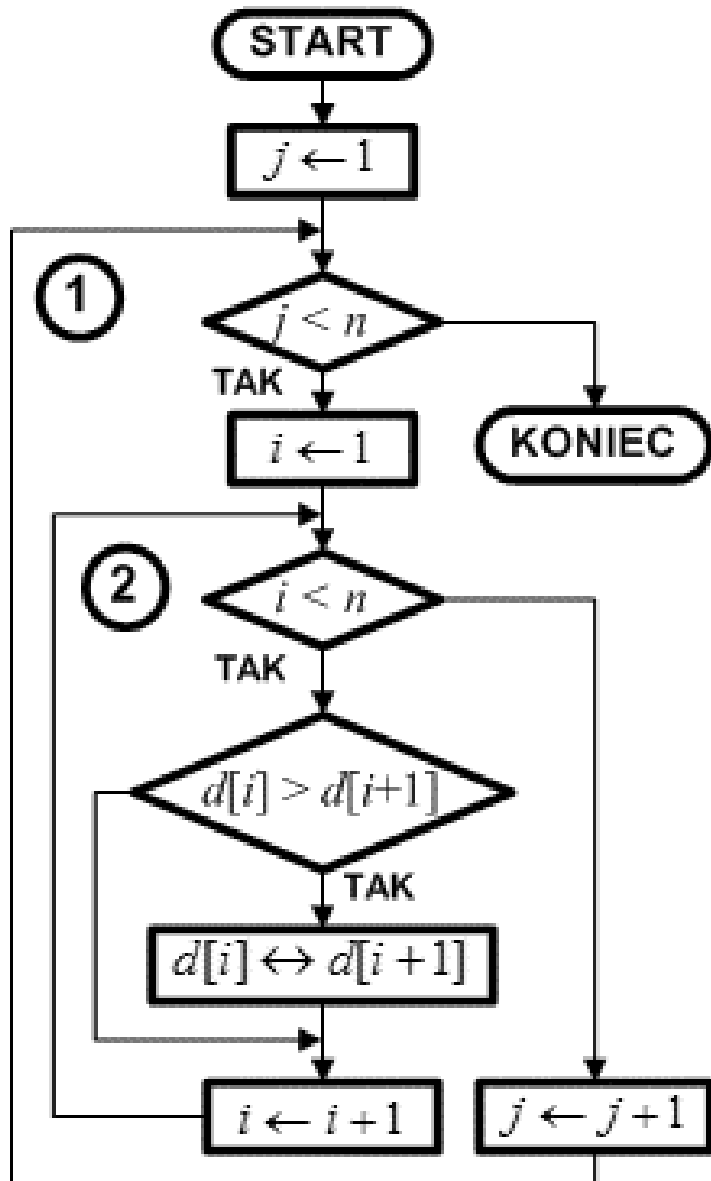 START
j ← 1
1
j < n
TAK
i ← 1
KONIEC
2
i < n
TAK
d[i] > d[i+1]
TAK
d[i] ↔ d[i + 1]
i ← i + 1
j ← j + 1